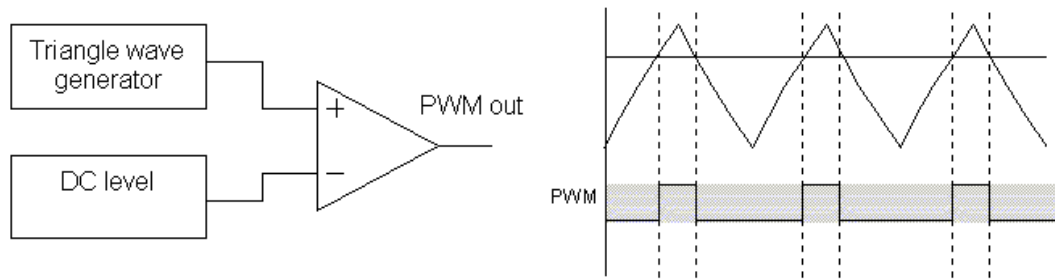 Triangle wave
generator
+
PWM out
DC level
−
PWM